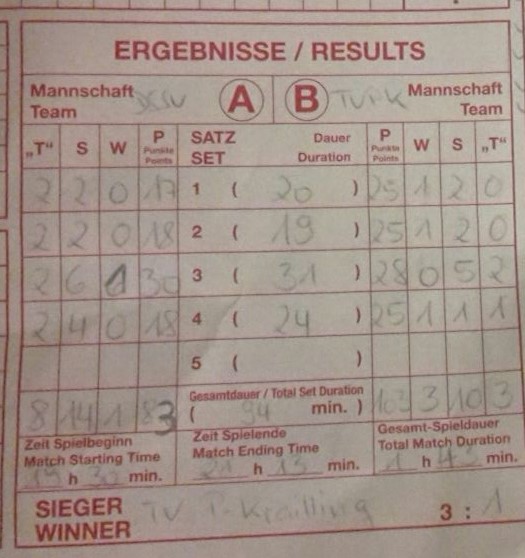 ERGEBNISSE / RESULTS
Mannschaft A B TVPK Mannschaft
Team Team
„T“ S W P Punkte Points SATZ SET Dauer Duration P Punkte Points W S „T“
2 2 0 17 1 ( 20 ) 25 1 2 0
2 2 0 18 2 ( 19 ) 25 1 2 0
2 6 1 30 3 ( 31 ) 28 0 5 2
2 4 0 18 4 ( 24 ) 25 1 1 1
5 ( )
Gesamtdauer / Total Set Duration
8 14 1 83 ( 94 min. ) 103 3 10 3
Zeit Spielbeginn Zeit Spielende Gesamt-Spieldauer
Match Starting Time Match Ending Time Total Match Duration
h min. h min. 1 h 43 min.
SIEGER
WINNER TV P-Krailling 3 : 1